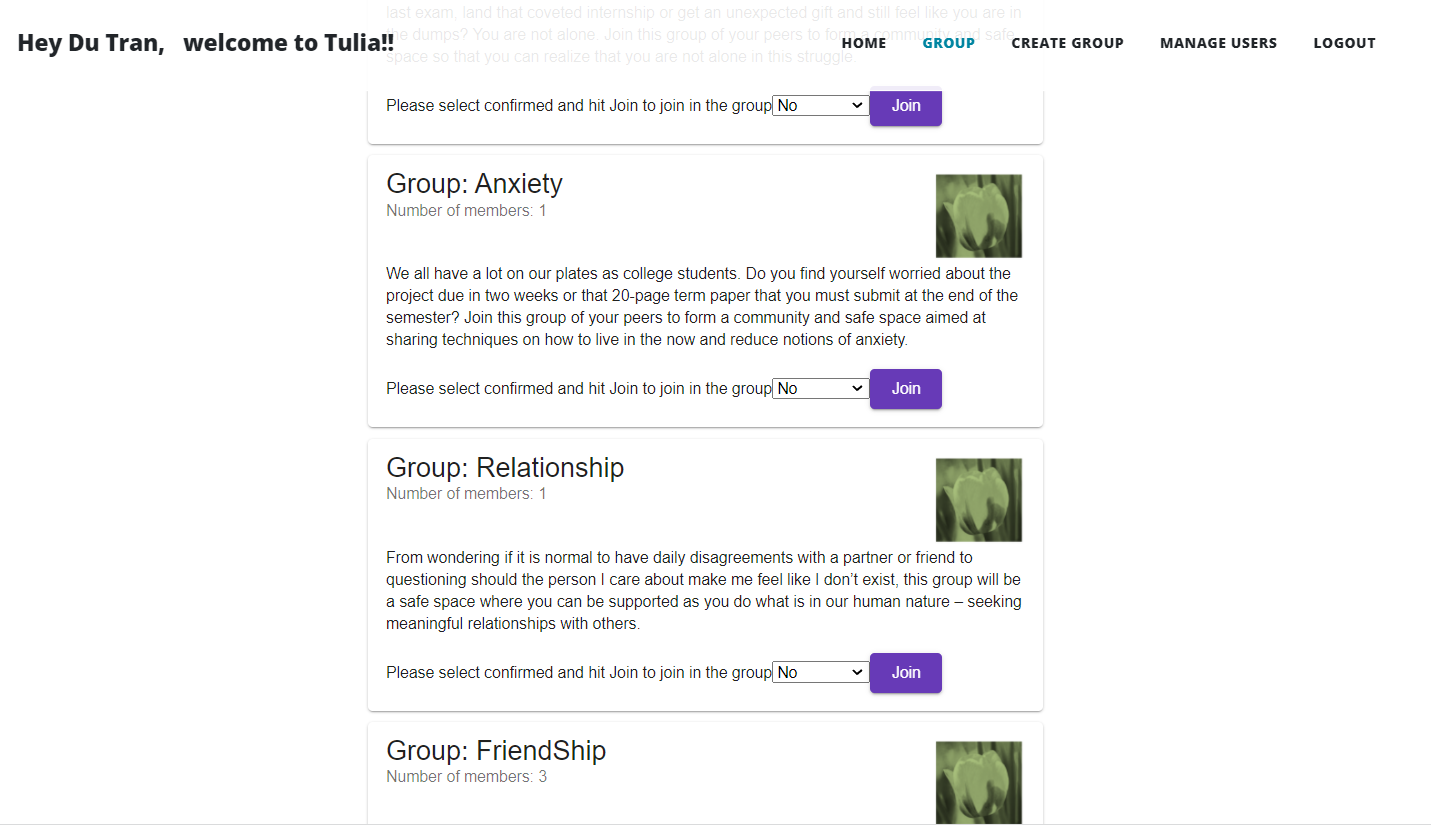 last exam, land that coveted internship or get an unexpected gift and still feel like you are in
the dumps? You are not alone. Join this group of your peers to form a community and safe
space so that you can realize that you are not alone in this struggle.
Hey Du Tran, welcome to Tulia!!
HOME GROUP CREATE GROUP MANAGE USERS LOGOUT
Please select confirmed and hit Join to join in the group No Join
Group: Anxiety
Number of members: 1
We all have a lot on our plates as college students. Do you find yourself worried about the
project due in two weeks or that 20-page term paper that you must submit at the end of the
semester? Join this group of your peers to form a community and safe space aimed at
sharing techniques on how to live in the now and reduce notions of anxiety.
Please select confirmed and hit Join to join in the group No Join
Group: Relationship
Number of members: 1
From wondering if it is normal to have daily disagreements with a partner or friend to
questioning should the person I care about make me feel like I don’t exist, this group will be
a safe space where you can be supported as you do what is in our human nature – seeking
meaningful relationships with others.
Please select confirmed and hit Join to join in the group No Join
Group: FriendShip
Number of members: 3